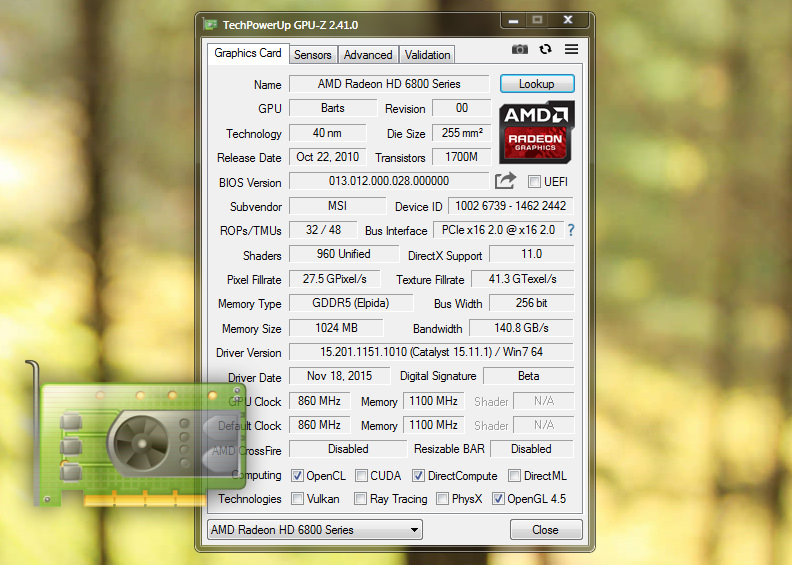 TechPowerUp GPU-Z 2.41.0
Graphics Card Sensors Advanced Validation
Name AMD Radeon HD 6800 Series Lookup
GPU Barts Revision 00
AMD
RADEON
GRAPHICS
Technology 40 nm Die Size 255 mm²
Release Date Oct 22, 2010 Transistors 1700M
BIOS Version 013.012.000.028.000000 UEFI
Subvendor MSI Device ID 1002 6739 - 1462 2442
ROPs/TMUs 32 / 48 Bus Interface PCIe x16 2.0 @ x16 2.0 ?
Shaders 960 Unified DirectX Support 11.0
Pixel Fillrate 27.5 GPixel/s Texture Fillrate 41.3 GTexel/s
Memory Type GDDR5 (Elpida) Bus Width 256 bit
Memory Size 1024 MB Bandwidth 140.8 GB/s
Driver Version 15.201.1151.1010 (Catalyst 15.11.1) / Win7 64
Driver Date Nov 18, 2015 Digital Signature Beta
GPU Clock 860 MHz Memory 1100 MHz Shader N/A
Default Clock 860 MHz Memory 1100 MHz Shader N/A
AMD CrossFire Disabled Resizable BAR Disabled
Computing OpenCL CUDA DirectCompute DirectML
Technologies Vulkan Ray Tracing PhysX OpenGL 4.5
AMD Radeon HD 6800 Series Close